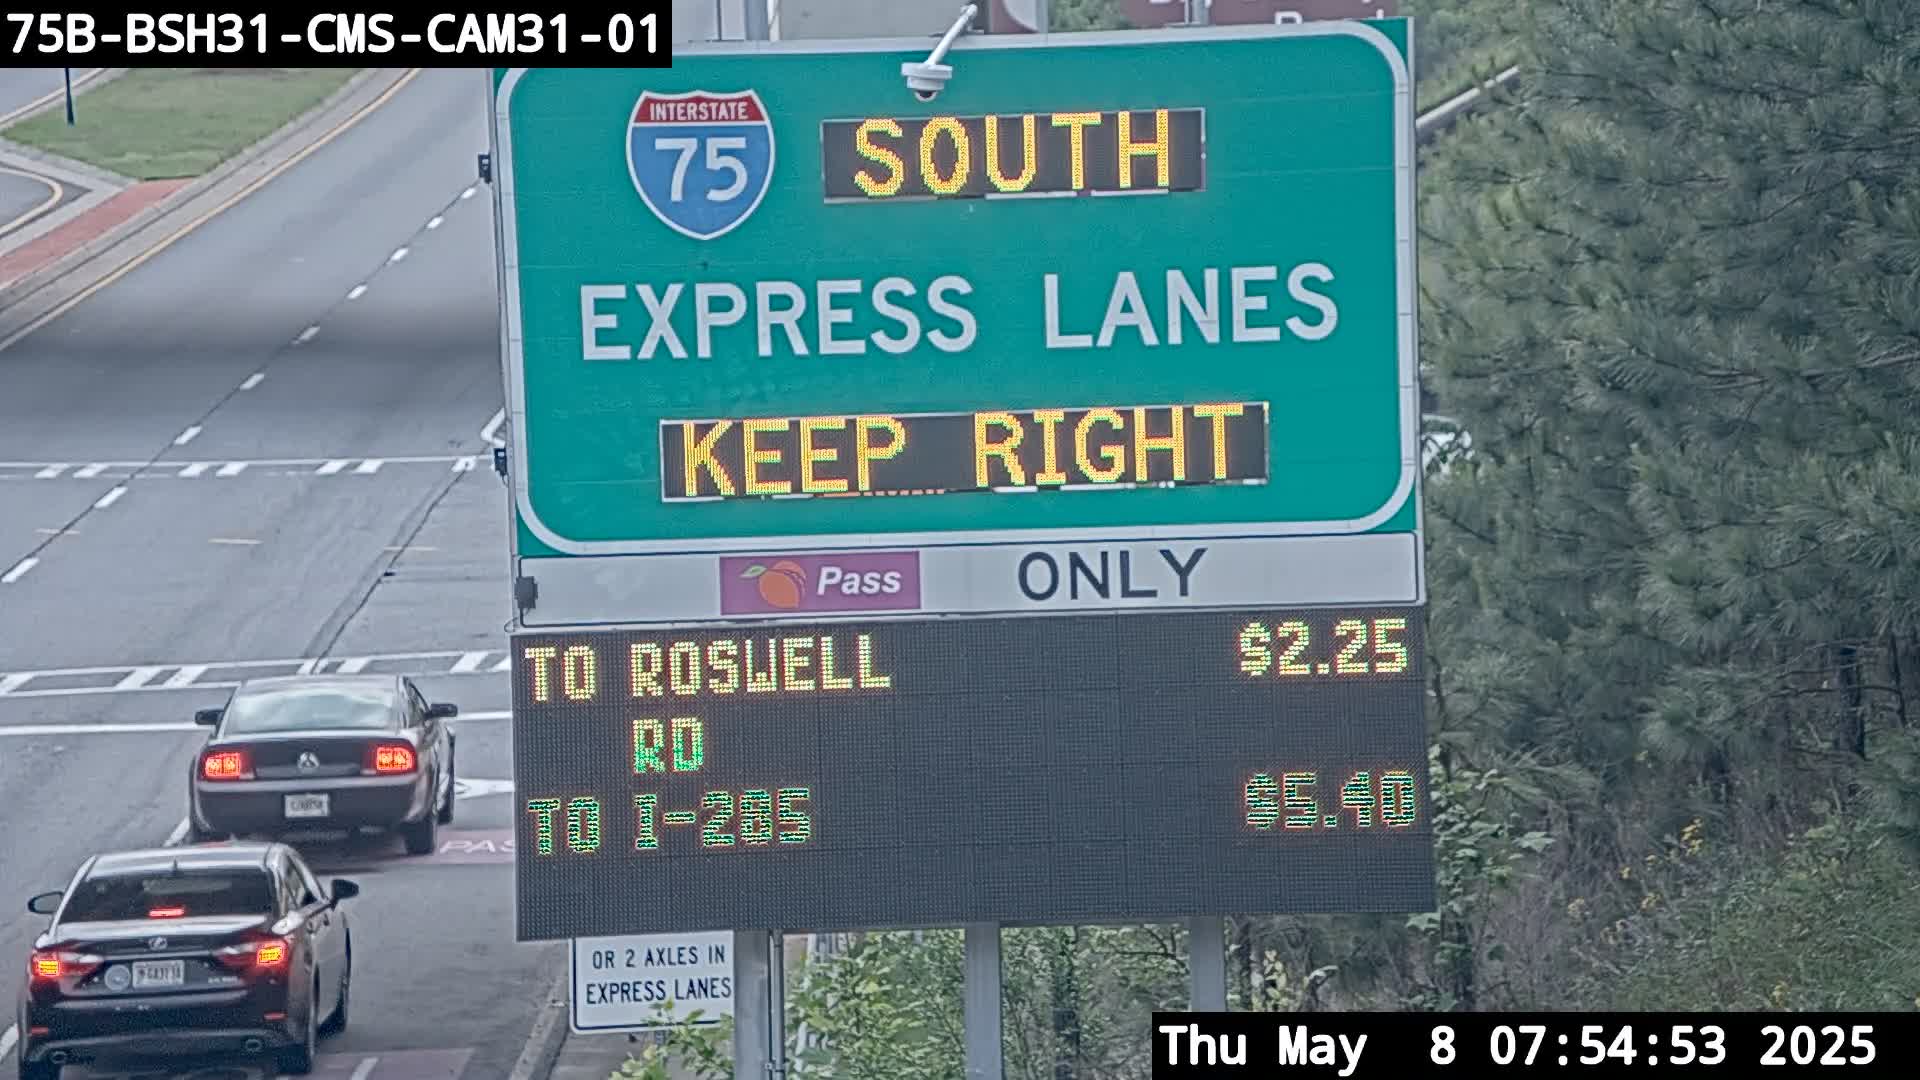 75B-BSH31-CMS-CAM31-01
INTERSTATE
75
SOUTH
EXPRESS LANES
KEEP RIGHT
Pass ONLY
TO ROSWELL $2.25
RD
TO I-285 $5.40
OR 2 AXLES IN
EXPRESS LANES
Thu May 8 07:54:53 2025